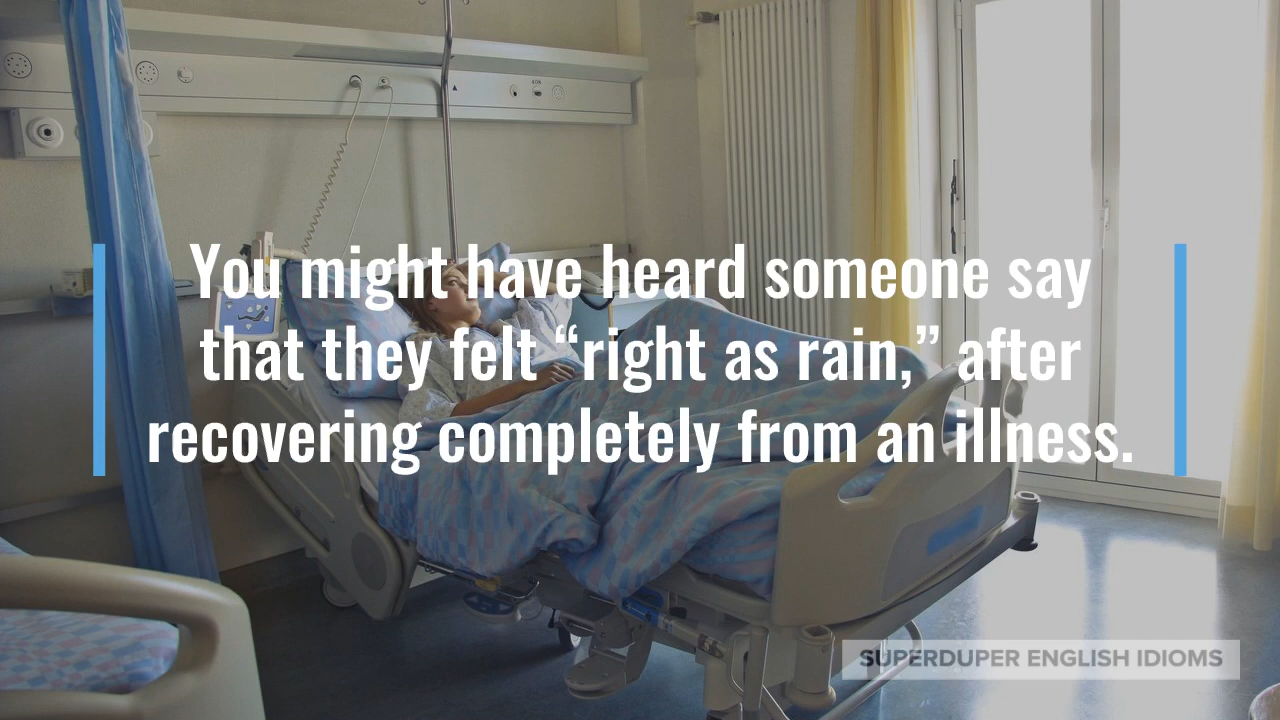 You might have heard someone say
that they felt “right as rain,” after
recovering completely from an illness.
SUPERDUPER ENGLISH IDIOMS